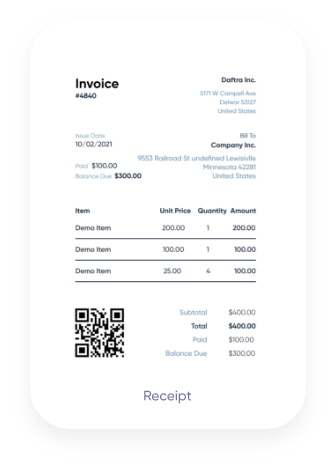 Invoice
#4840
Daftra Inc.
5171 W Campell Ave
Delwar 53127
United States
Issue Date
10/02/2021
Paid $100.00
Balance Due $300.00
Bill To
Company Inc.
9553 Railroad St undefined Lewisivlle
Minnesota 42281
United States
Item Unit Price Quantity Amount
Demo Item 200.00 1 200.00
Demo Item 100.00 1 100.00
Demo Item 25.00 4 100.00
Subtotal $400.00
Total $400.00
Paid $100.00
Balance Due $300.00
Receipt